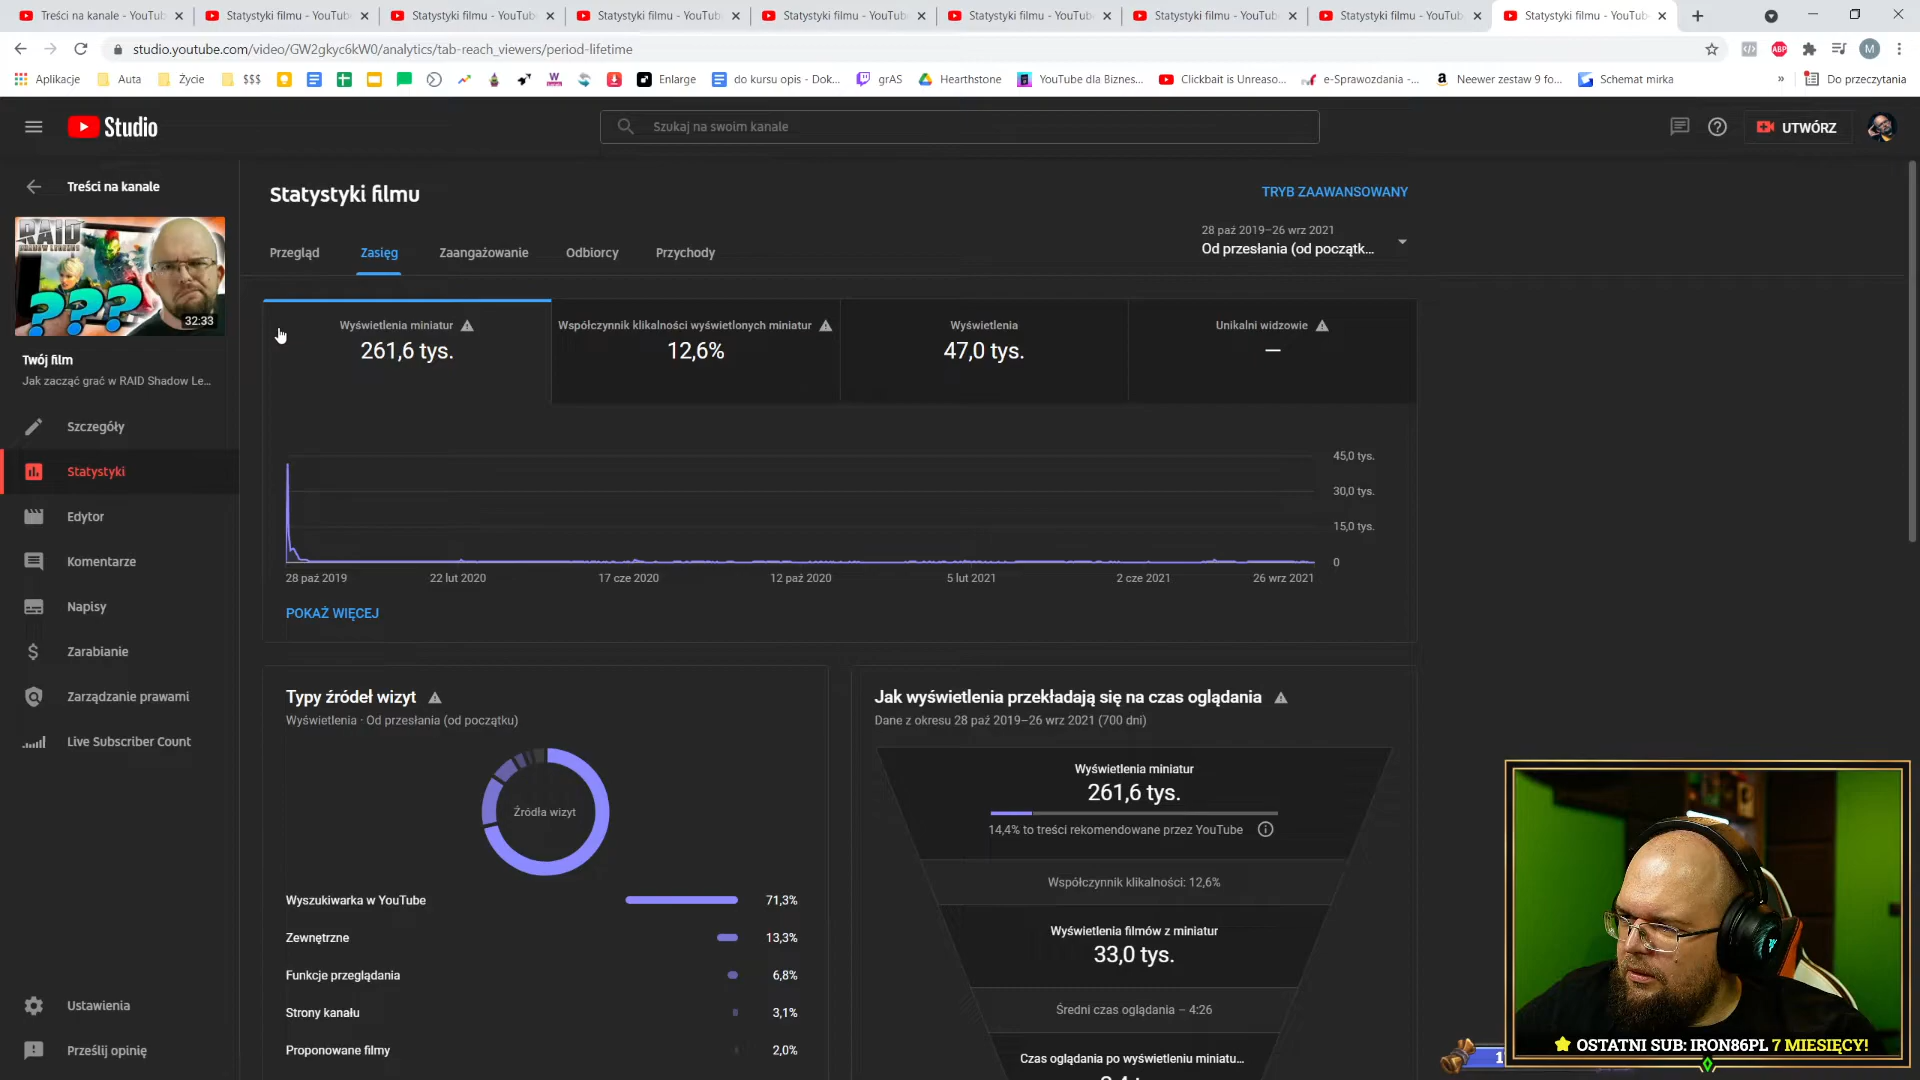 Treści na kanale - YouTub
Statystyki filmu - YouTub
Statystyki filmu - YouTub
Statystyki filmu - YouTub
Statystyki filmu - YouTub
Statystyki filmu - YouTub
Statystyki filmu - YouTub
Statystyki filmu - YouTub
Statystyki filmu - YouTub
studio.youtube.com/video/GW2gkyc6kW0/analytics/tab-reach_viewers/period-lifetime
ABP
M
Aplikacje
Auta
Życie
$$$
Enlarge
do kursu opis - Dok...
grAS
Hearthstone
YouTube dla Biznes...
Clickbait is Unreaso...
e-Sprawozdania -...
Neewer zestaw 9 fo...
Schemat mirka
»
Do przeczytania
Studio
Szukaj na swoim kanale
UTWÓRZ
Treści na kanale
RAID
???
32:33
Twój film
Jak zacząć grać w RAID Shadow Le...
Szczegóły
Statystyki
Edytor
Komentarze
Napisy
Zarabianie
Zarządzanie prawami
Live Subscriber Count
Ustawienia
Prześlij opinię
Statystyki filmu
TRYB ZAAWANSOWANY
Przegląd
Zasięg
Zaangażowanie
Odbiorcy
Przychody
28 paź 2019–26 wrz 2021
Od przesłania (od początk...
Wyświetlenia miniatur
261,6 tys.
Współczynnik klikalności wyświetlonych miniatur
12,6%
Wyświetlenia
47,0 tys.
Unikalni widzowie
—
45,0 tys.
30,0 tys.
15,0 tys.
0
28 paź 2019
22 lut 2020
17 cze 2020
12 paź 2020
5 lut 2021
2 cze 2021
26 wrz 2021
POKAŻ WIĘCEJ
Typy źródeł wizyt
Wyświetlenia · Od przesłania (od początku)
Źródła wizyt
Wyszukiwarka w YouTube 71,3%
Zewnętrzne 13,3%
Funkcje przeglądania 6,8%
Strony kanału 3,1%
Proponowane filmy 2,0%
Jak wyświetlenia przekładają się na czas oglądania
Dane z okresu 28 paź 2019–26 wrz 2021 (700 dni)
Wyświetlenia miniatur
261,6 tys.
14,4% to treści rekomendowane przez YouTube
Współczynnik klikalności: 12,6%
Wyświetlenia filmów z miniatur
33,0 tys.
Średni czas oglądania – 4:26
Czas oglądania po wyświetleniu miniatu...
OSTATNI SUB: IRON86PL 7 MIESIĘCY!